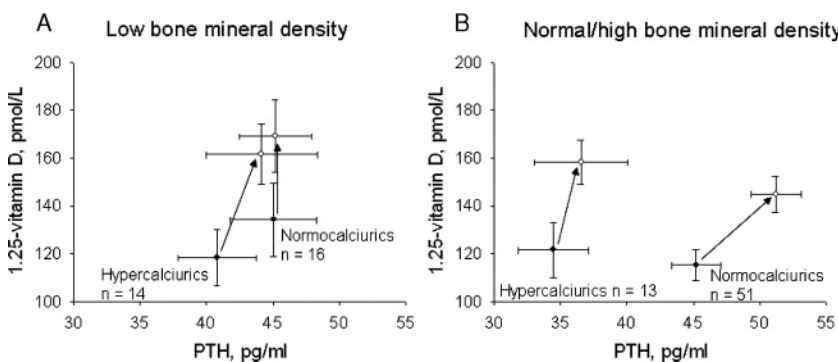 A
Low bone mineral density
1.25-vitamin D, pmol/L
200
180
160
140
120
100
Hypercalciurics
n = 14
Normocalciurics
n = 16
30
35
40
45
50
55
PTH, pg/ml
B
Normal/high bone mineral density
1.25-vitamin D, pmol/L
200
180
160
140
120
100
Hypercalciurics n = 13
Normocalciurics
n = 51
30
35
40
45
50
55
PTH, pg/ml